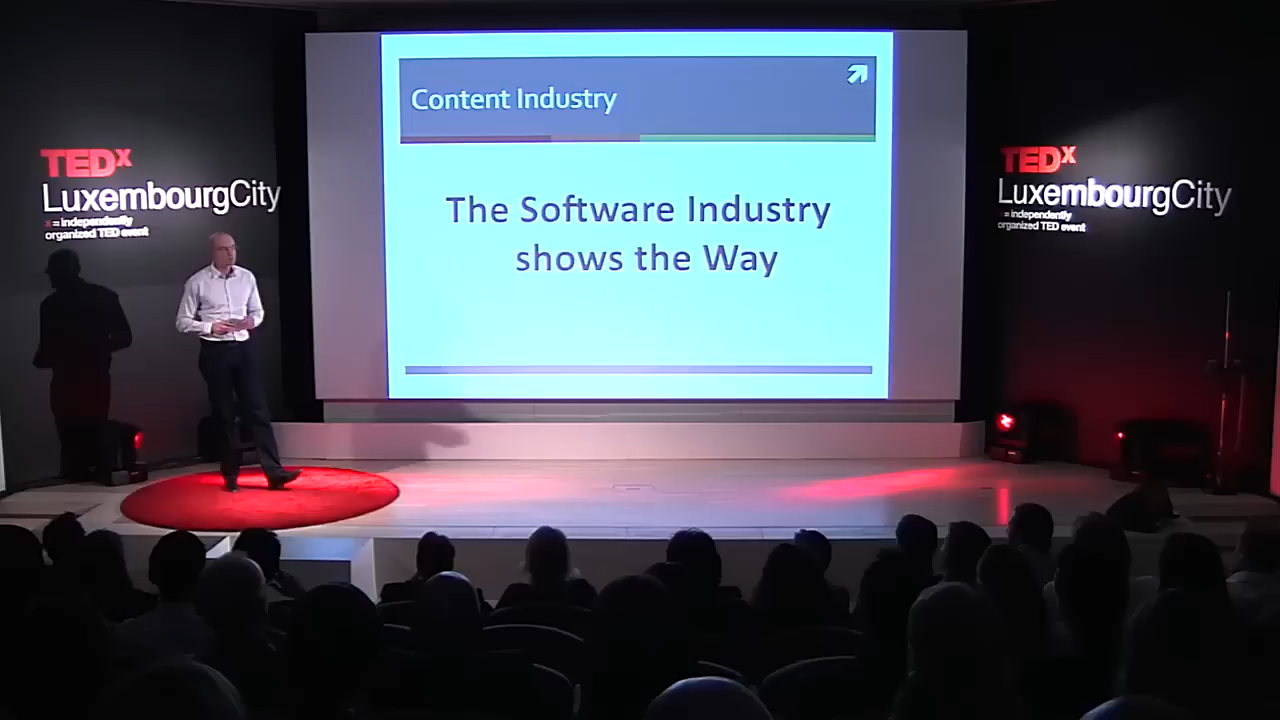 Content Industry
The Software Industry
shows the Way
TEDx
LuxembourgCity
x = independently
organized TED event
TEDx
LuxembourgCity
= independently
organized TED event